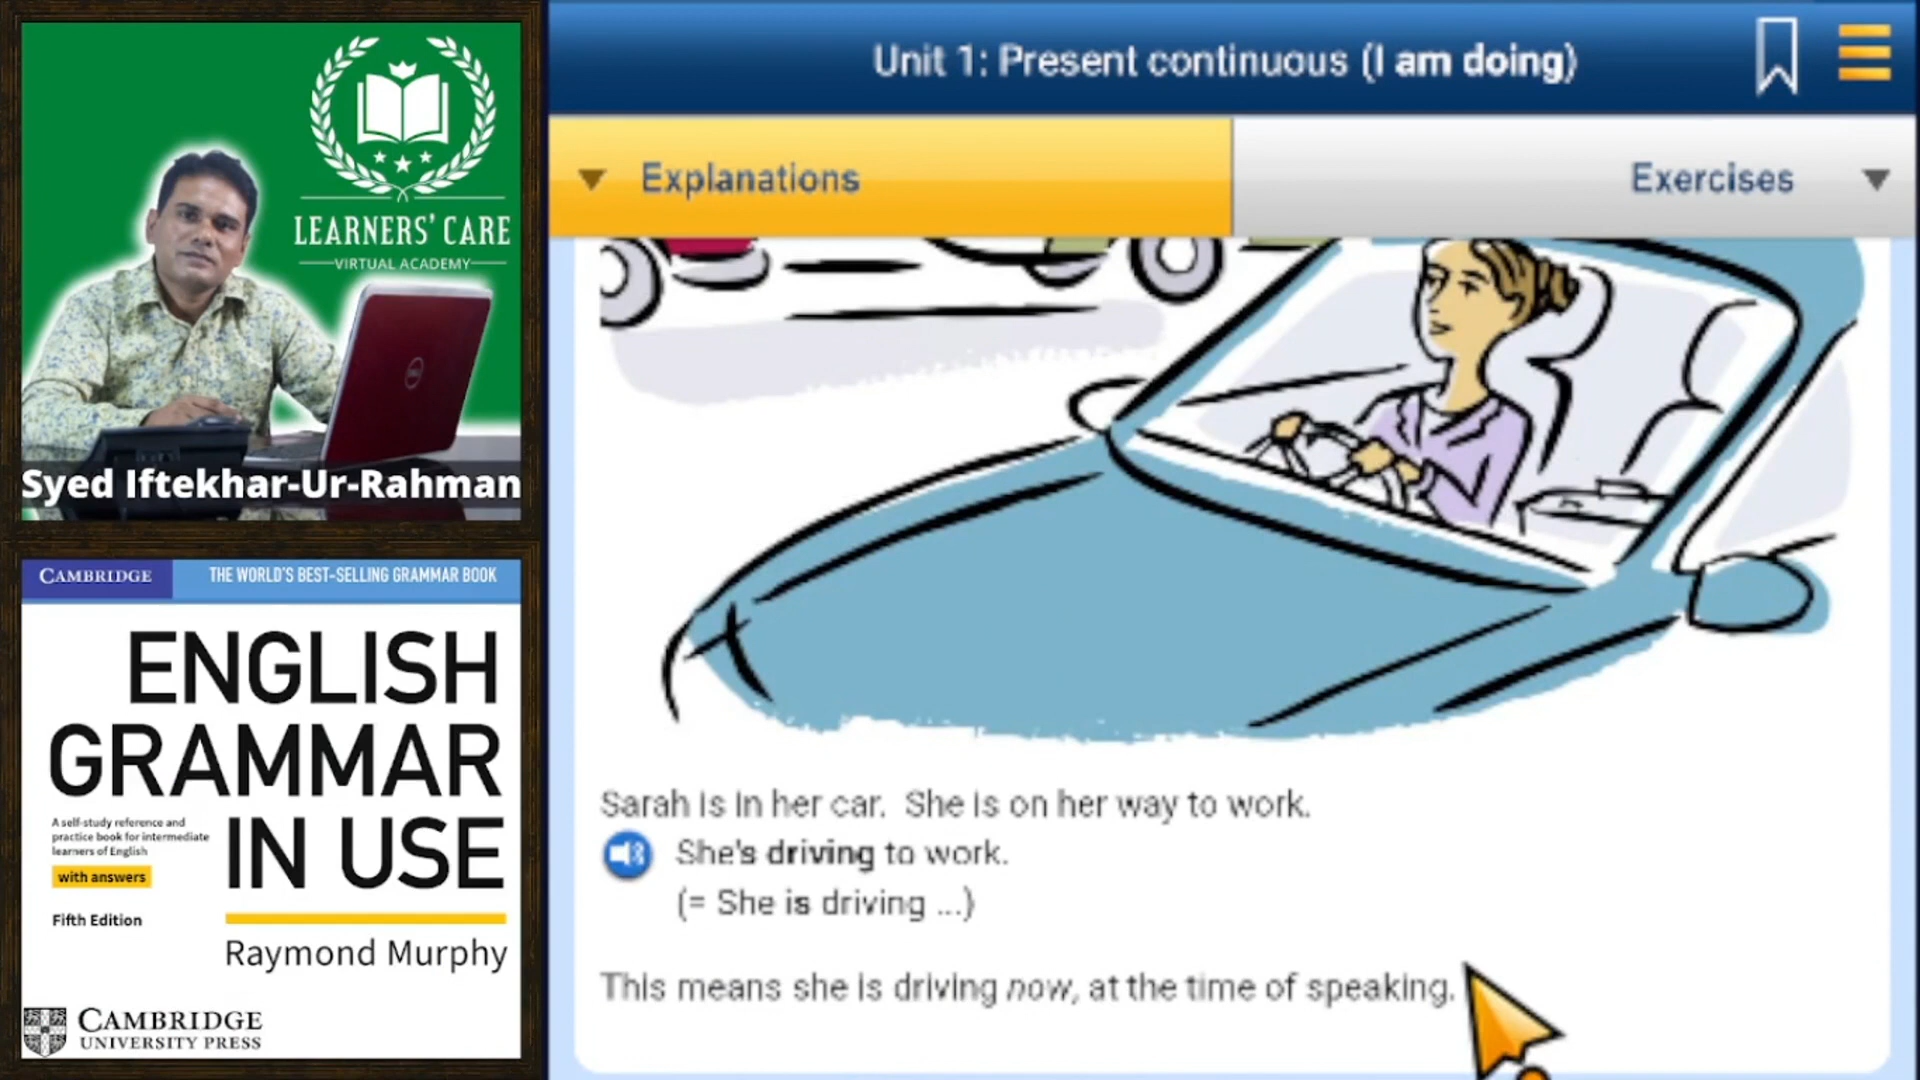 LEARNERS' CARE
VIRTUAL ACADEMY
Syed Iftekhar-Ur-Rahman
CAMBRIDGE
THE WORLD'S BEST-SELLING GRAMMAR BOOK
ENGLISH
GRAMMAR
IN USE
A self-study reference and
practice book for intermediate
learners of English
with answers
Fifth Edition
Raymond Murphy
CAMBRIDGE
UNIVERSITY PRESS
Unit 1: Present continuous (I am doing)
Explanations
Exercises
Sarah is in her car. She is on her way to work.
She's driving to work.
(= She is driving ...)
This means she is driving now, at the time of speaking.